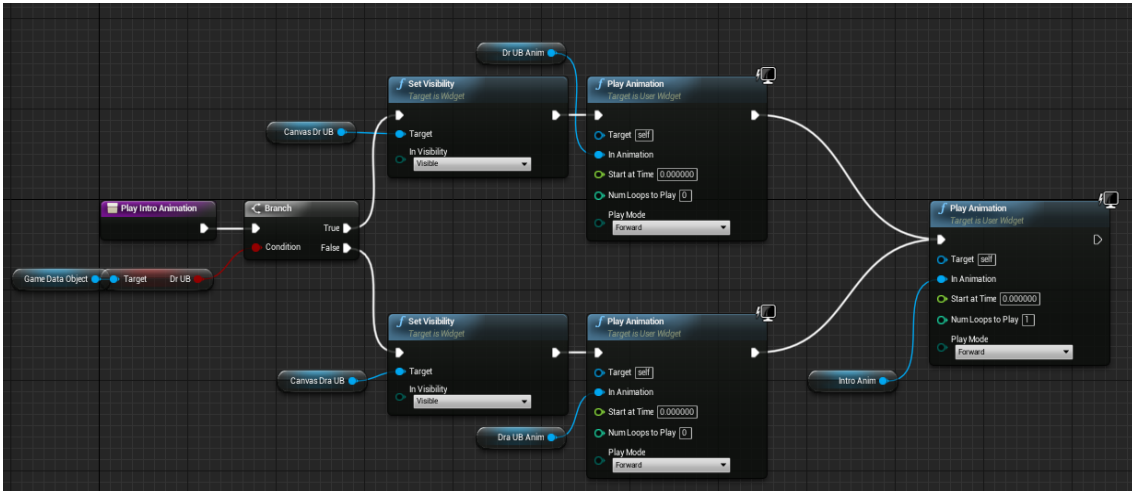 Dr UB Anim
Set Visibility
Target is Widget
Target
In Visibility
Visible
Canvas Dr UB
Play Animation
Target is User Widget
Target self
In Animation
Start at Time 0.000000
Num Loops to Play 0
Play Mode
Forward
Play Intro Animation
Branch
True
Condition
False
Game Data Object
Target Dr UB
Set Visibility
Target is Widget
Target
In Visibility
Visible
Canvas Dra UB
Play Animation
Target is User Widget
Target self
In Animation
Start at Time 0.000000
Num Loops to Play 0
Play Mode
Forward
Dra UB Anim
Play Animation
Target is User Widget
Target self
In Animation
Start at Time 0.000000
Num Loops to Play 1
Play Mode
Forward
Intro Anim